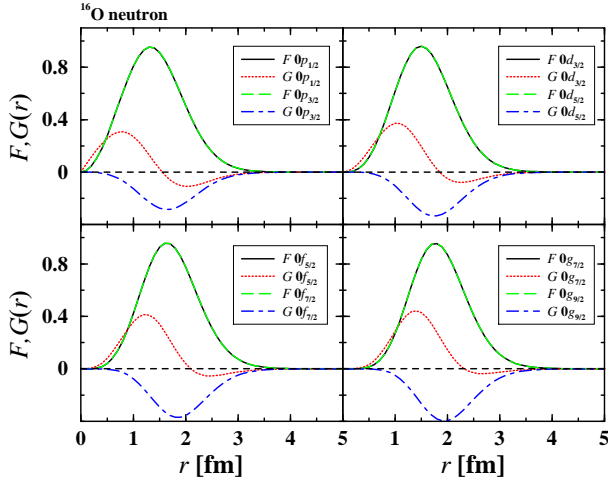 ¹⁶O neutron
F,G(r)
0.8
0.4
0
F 0p₁/₂
G 0p₁/₂
F 0p₃/₂
G 0p₃/₂
F 0d₃/₂
G 0d₃/₂
F 0d₅/₂
G 0d₅/₂
F,G(r)
0.8
0.4
0
F 0f₅/₂
G 0f₅/₂
F 0f₇/₂
G 0f₇/₂
F 0g₇/₂
G 0g₇/₂
F 0g₉/₂
G 0g₉/₂
0 1 2 3 4 5 1 2 3 4 5
r [fm] r [fm]